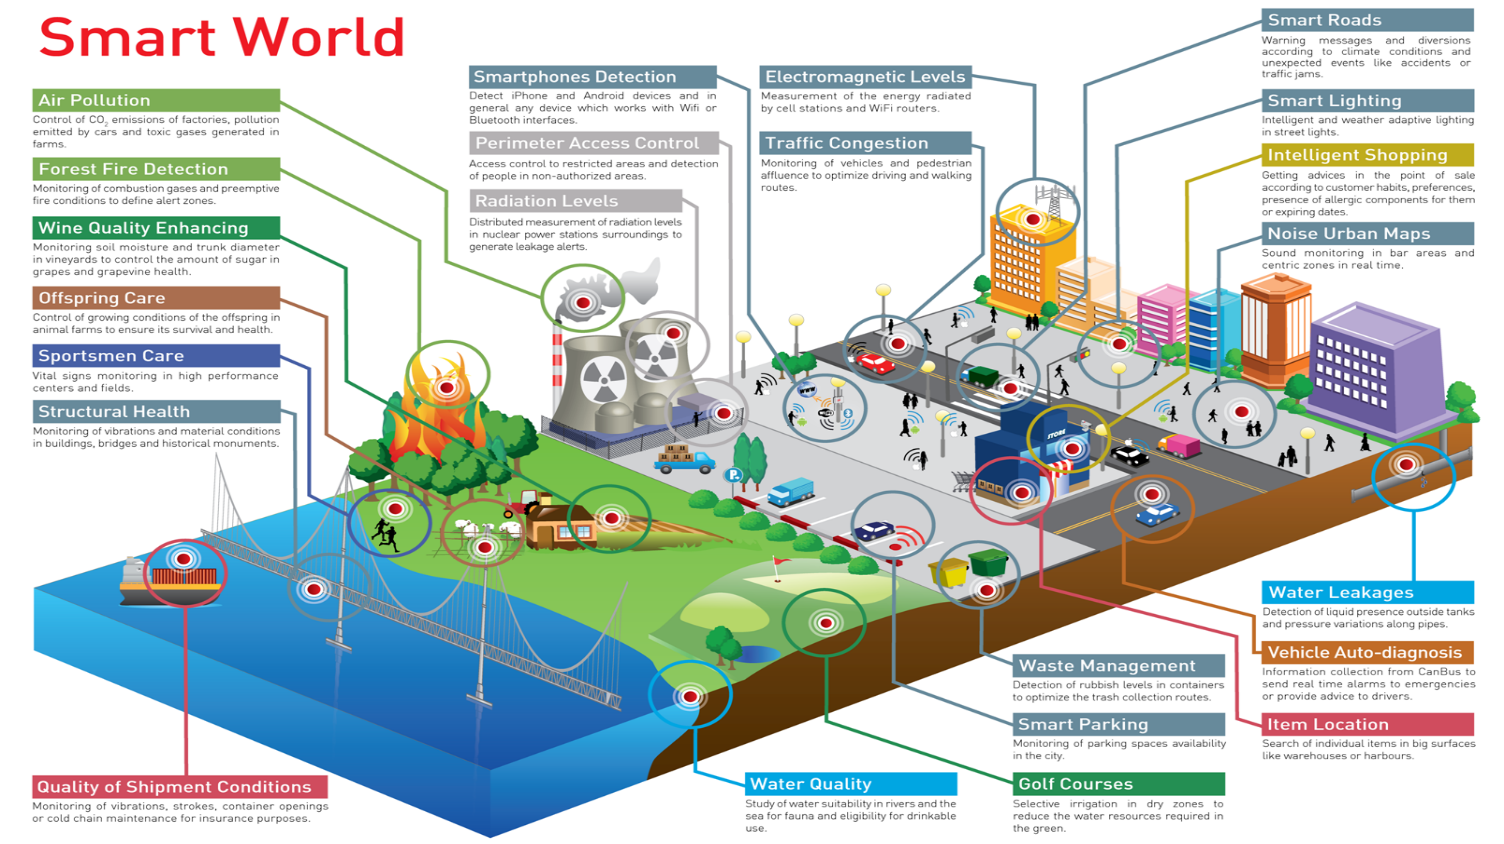 Smart World
Air Pollution
Control of CO2 emissions of factories, pollution
emitted by cars and toxic gases generated in
farms.
Forest Fire Detection
Monitoring of combustion gases and preemptive
fire conditions to define alert zones.
Wine Quality Enhancing
Monitoring soil moisture and trunk diameter
in vineyards to control the amount of sugar in
grapes and grapevine health.
Offspring Care
Control of growing conditions of the offspring in
animal farms to ensure its survival and health.
Sportsmen Care
Vital signs monitoring in high performance
centers and fields.
Structural Health
Monitoring of vibrations and material conditions
in buildings, bridges and historical monuments.
Quality of Shipment Conditions
Monitoring of vibrations, strokes, container openings
or cold chain maintenance for insurance purposes.
Smartphones Detection
Detect iPhone and Android devices and in
general any device which works with Wifi or
Bluetooth interfaces.
Perimeter Access Control
Access control to restricted areas and detection
of people in non-authorized areas.
Radiation Levels
Distributed measurement of radiation levels
in nuclear power stations surroundings to
generate leakage alerts.
Electromagnetic Levels
Measurement of the energy radiated
by cell stations and WiFi routers.
Traffic Congestion
Monitoring of vehicles and pedestrian
affluence to optimize driving and walking
routes.
Smart Roads
Warning messages and diversions
according to climate conditions and
unexpected events like accidents or
traffic jams.
Smart Lighting
Intelligent and weather adaptive lighting
in street lights.
Intelligent Shopping
Getting advices in the point of sale
according to customer habits, preferences,
presence of allergic components for them
or expiring dates.
Noise Urban Maps
Sound monitoring in bar areas and
centric zones in real time.
STORE
P
Water Leakages
Detection of liquid presence outside tanks
and pressure variations along pipes.
Vehicle Auto-diagnosis
Information collection from CanBus to
send real time alarms to emergencies
or provide advice to drivers.
Item Location
Search of individual items in big surfaces
like warehouses or harbours.
Waste Management
Detection of rubbish levels in containers
to optimize the trash collection routes.
Smart Parking
Monitoring of parking spaces availability
in the city.
Golf Courses
Selective irrigation in dry zones to
reduce the water resources required in
the green.
Water Quality
Study of water suitability in rivers and the
sea for fauna and eligibility for drinkable
use.